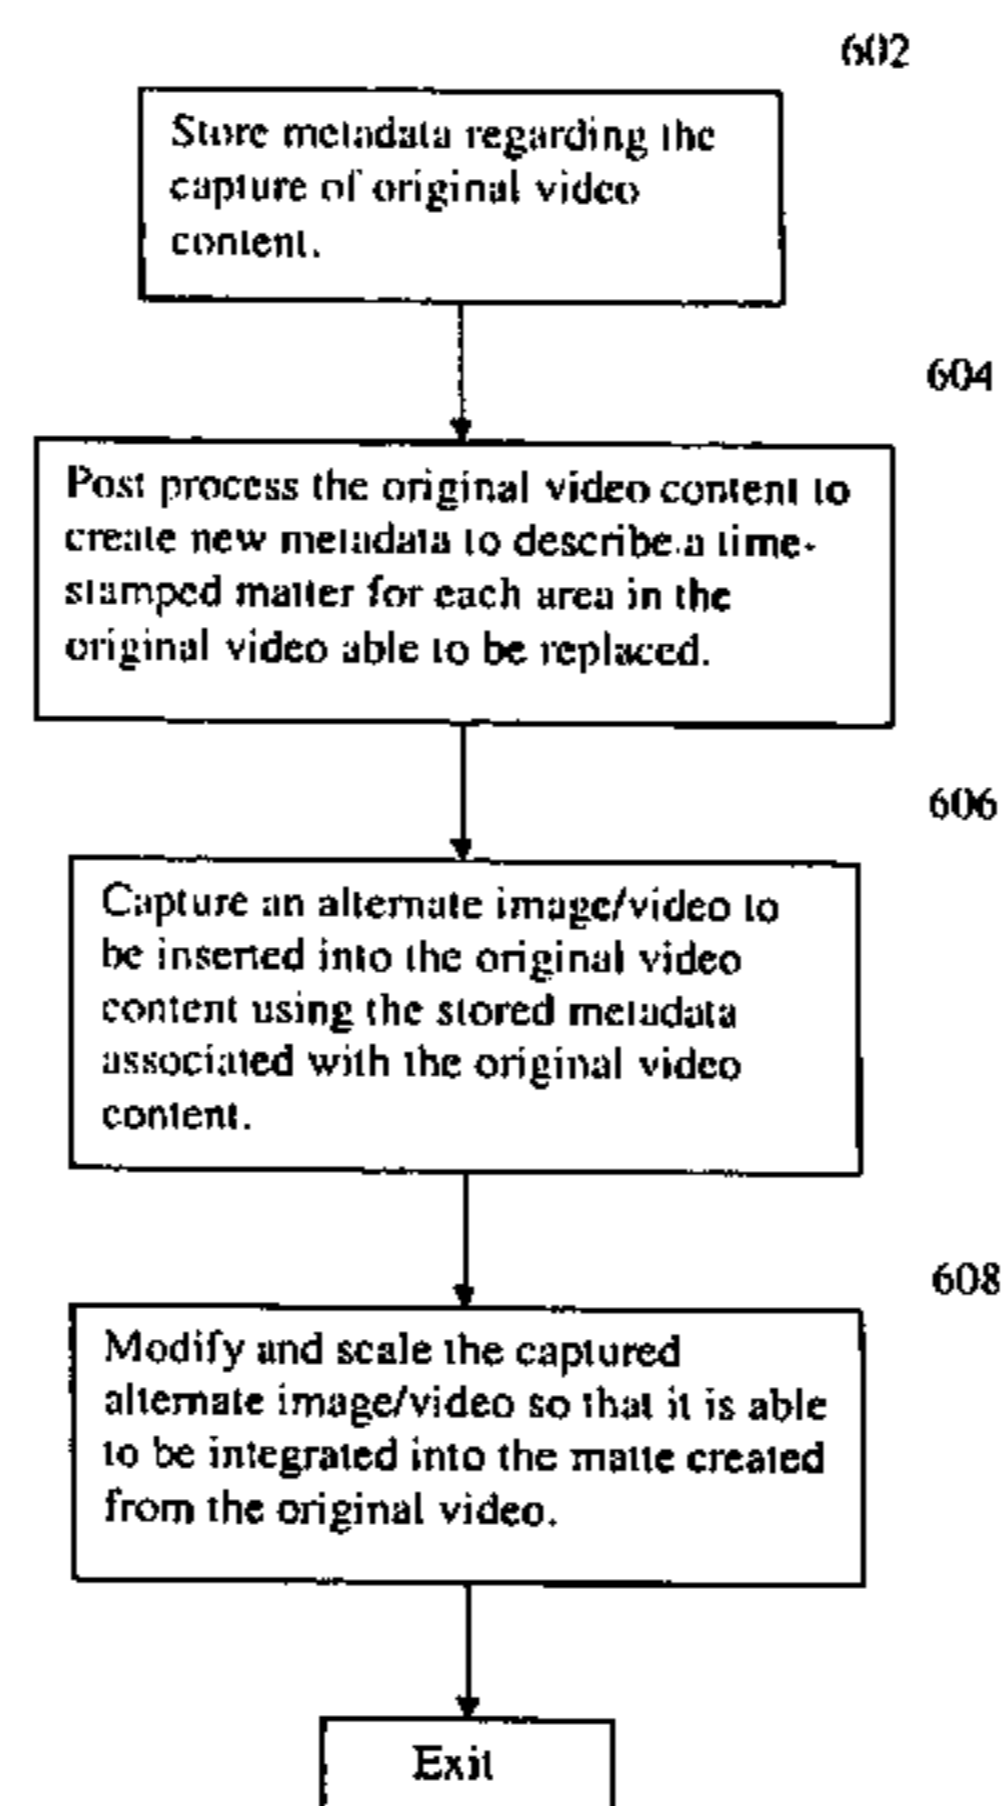 602
Store metadata regarding the
capture of original video
content.
604
Post process the original video content to
create new metadata to describe a time-
stamped matter for each area in the
original video able to be replaced.
606
Capture an alternate image/video to
be inserted into the original video
content using the stored metadata
associated with the original video
content.
608
Modify and scale the captured
alternate image/video so that it is able
to be integrated into the matte created
from the original video.
Exit